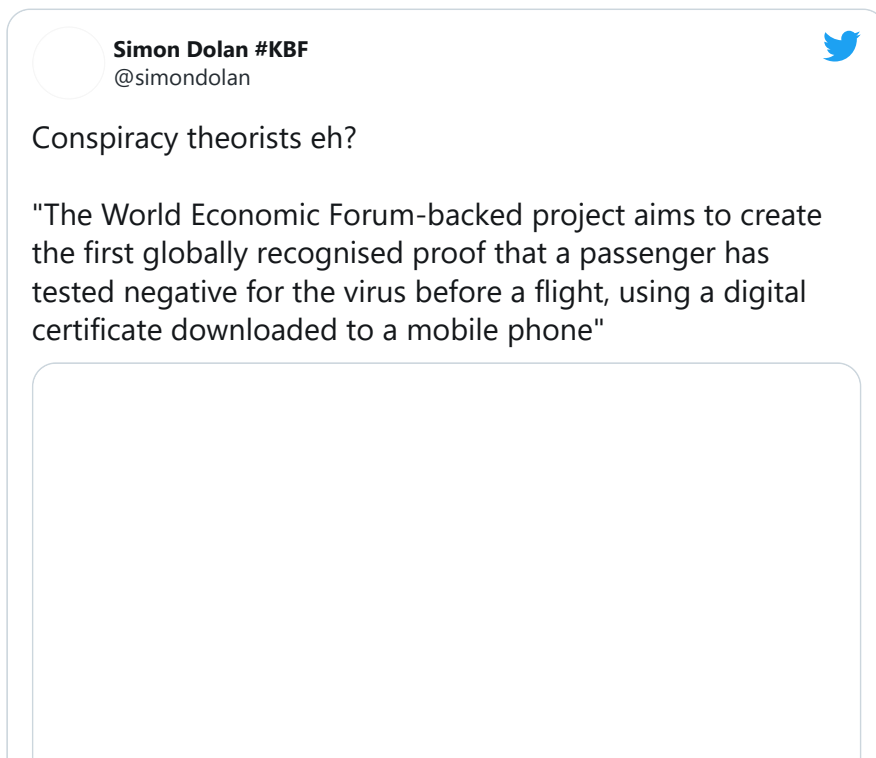 Simon Dolan #KBF
@simondolan
Conspiracy theorists eh?
"The World Economic Forum-backed project aims to create
the first globally recognised proof that a passenger has
tested negative for the virus before a flight, using a digital
certificate downloaded to a mobile phone"